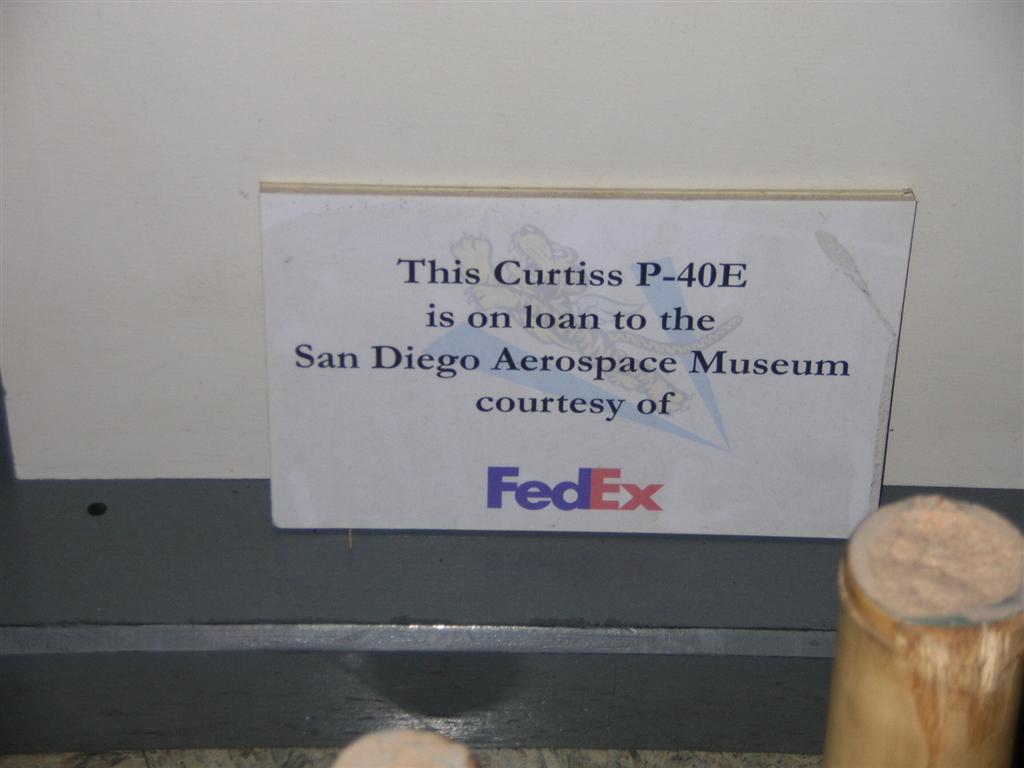 This Curtiss P-40E
is on loan to the
San Diego Aerospace Museum
courtesy of
FedEx